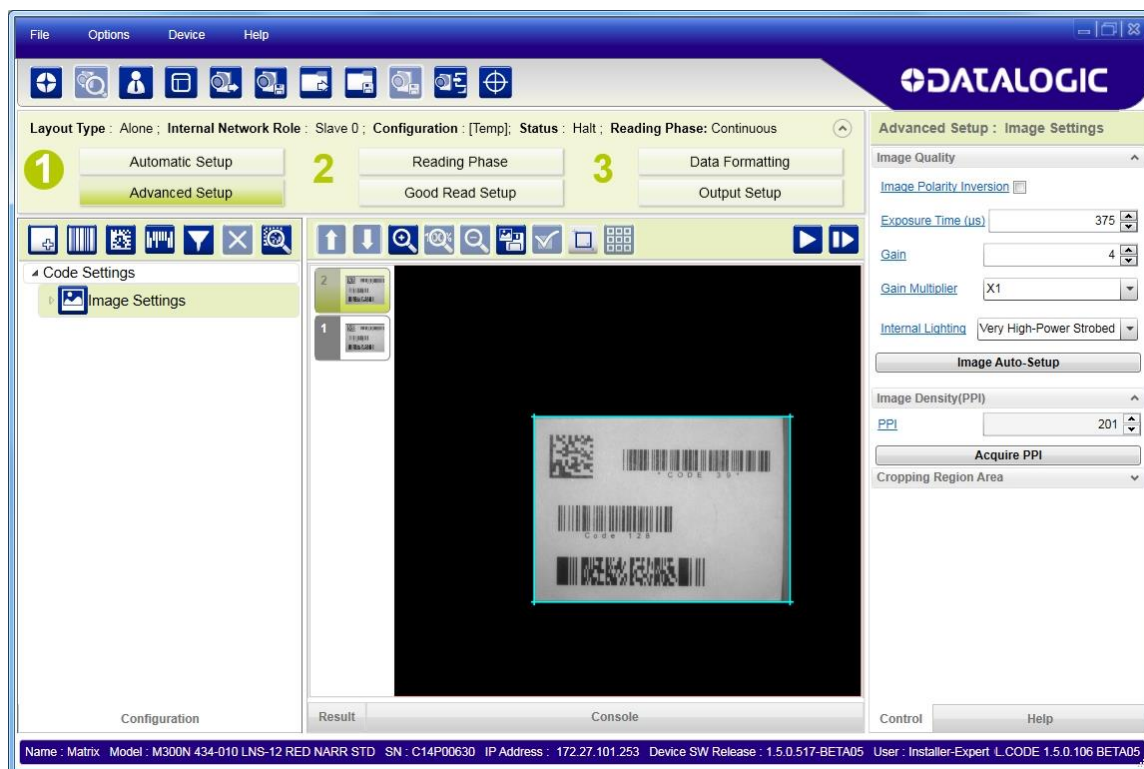 File Options Device Help
DATALOGIC
Layout Type : Alone ; Internal Network Role : Slave 0 ; Configuration : [Temp]; Status : Halt ; Reading Phase: Continuous
1 Automatic Setup 2 Reading Phase 3 Data Formatting
Advanced Setup Good Read Setup Output Setup
Code Settings
Image Settings
2
1
*CODE 39*
Code 128
Configuration
Result Console
Advanced Setup : Image Settings
Image Quality
Image Polarity Inversion
Exposure Time (µs) 375
Gain 4
Gain Multiplier X1
Internal Lighting Very High-Power Strobed
Image Auto-Setup
Image Density(PPI)
PPI 201
Acquire PPI
Cropping Region Area
Control Help
Name : Matrix Model : M300N 434-010 LNS-12 RED NARR STD SN : C14P00630 IP Address : 172.27.101.253 Device SW Release : 1.5.0.517-BETA05 User : Installer-Expert L.CODE 1.5.0.106 BETA05